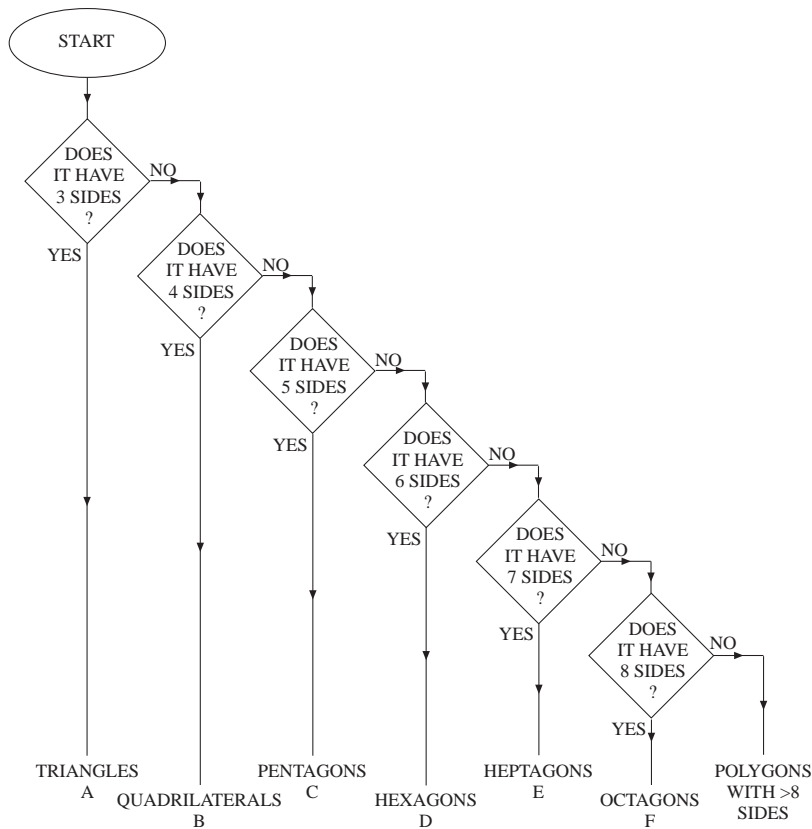 START
DOES
IT HAVE
3 SIDES
?
NO
YES
DOES
IT HAVE
4 SIDES
?
NO
YES
DOES
IT HAVE
5 SIDES
?
NO
YES
DOES
IT HAVE
6 SIDES
?
NO
YES
DOES
IT HAVE
7 SIDES
?
NO
YES
DOES
IT HAVE
8 SIDES
?
NO
YES
TRIANGLES
A
QUADRILATERALS
B
PENTAGONS
C
HEXAGONS
D
HEPTAGONS
E
OCTAGONS
F
POLYGONS
WITH >8
SIDES